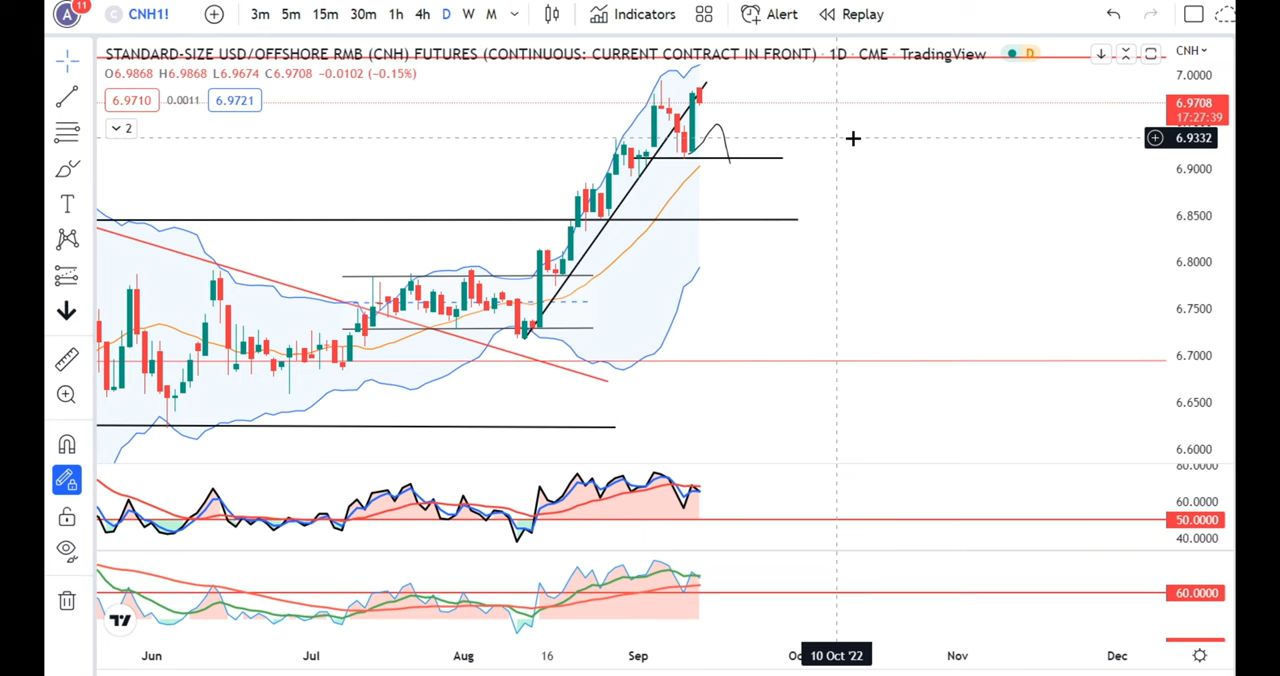 A 11 C CNH1! 3m 5m 15m 30m 1h 4h D W M Indicators Alert Replay
STANDARD-SIZE USD/OFFSHORE RMB (CNH) FUTURES (CONTINUOUS: CURRENT CONTRACT IN FRONT) · 1D · CME · TradingView D CNH
O6.9868 H6.9868 L6.9674 C6.9708 −0.0102 (−0.15%) 7.0000
6.9710 0.0011 6.9721 6.9708
17:27:39
2 6.9332
6.9000
T
6.8500
6.8000
6.7500
6.7000
6.6500
6.6000
80.0000
60.0000
50.0000
40.0000
60.0000
Jun Jul Aug 16 Sep Oc 10 Oct '22 Nov Dec